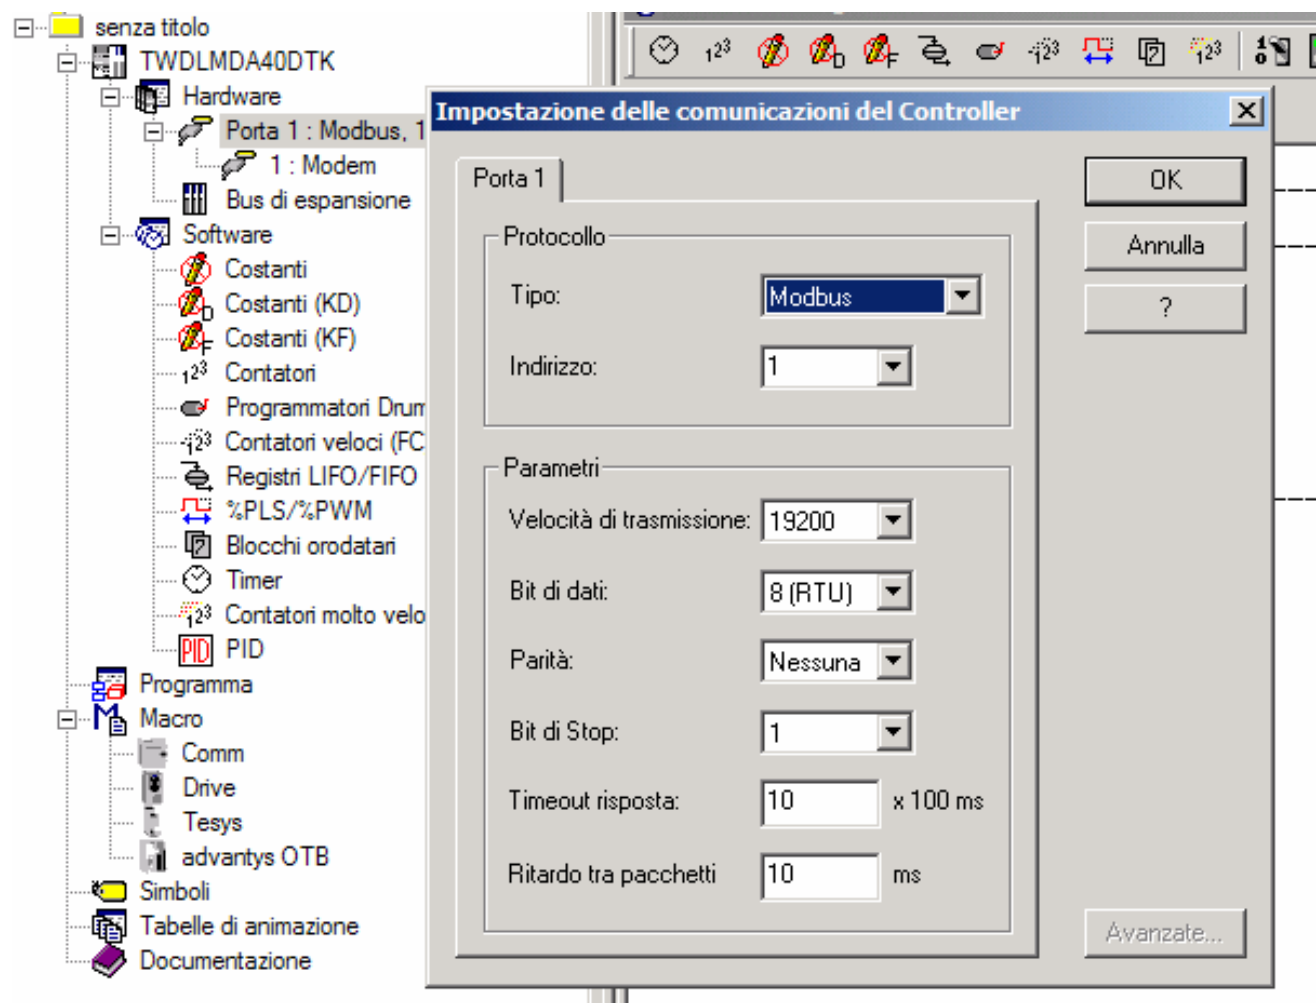 senza titolo
TWDLMDA40DTK
Hardware
Porta 1 : Modbus, 1
1 : Modem
Bus di espansione
Software
Costanti
Costanti (KD)
Costanti (KF)
Contatori
Programmatori Drum
Contatori veloci (FC
Registri LIFO/FIFO
%PLS/%PWM
Blocchi orodatari
Timer
Contatori molto velo
PID PID
Programma
Macro
Comm
Drive
Tesys
advantys OTB
Simboli
Tabelle di animazione
Documentazione
Impostazione delle comunicazioni del Controller
Porta 1
Protocollo
Tipo: Modbus
Indirizzo: 1
Parametri
Velocità di trasmissione: 19200
Bit di dati: 8 (RTU)
Parità: Nessuna
Bit di Stop: 1
Timeout risposta: 10 x 100 ms
Ritardo tra pacchetti 10 ms
OK
Annulla
?
Avanzate...